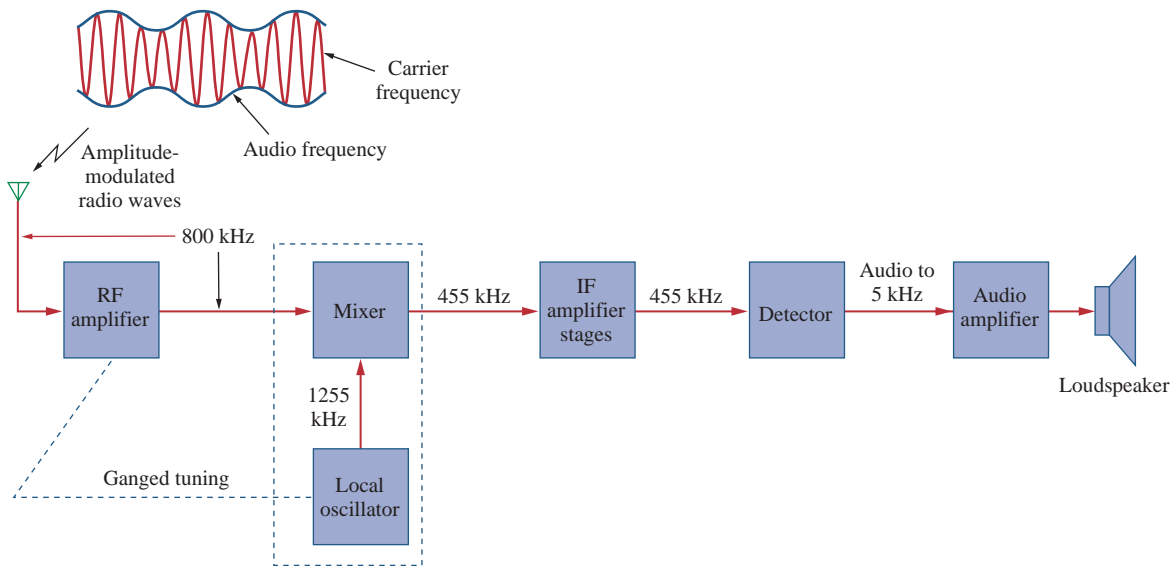 Carrier
frequency
Audio frequency
Amplitude-
modulated
radio waves
800 kHz
RF
amplifier
Mixer
455 kHz
IF
amplifier
stages
455 kHz
Detector
Audio to
5 kHz
Audio
amplifier
Loudspeaker
1255
kHz
Ganged tuning
Local
oscillator